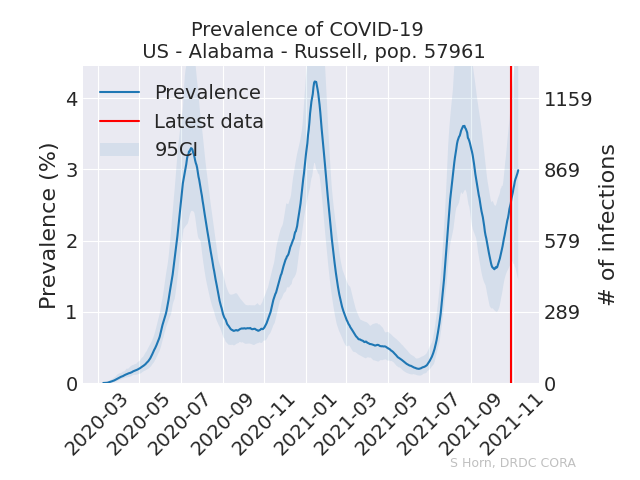 Prevalence of COVID-19
US - Alabama - Russell, pop. 57961
Prevalence
Latest data
95CI
Prevalence (%)
4
3
2
1
0
1159
869
579
289
0
# of infections
2020-03
2020-05
2020-07
2020-09
2020-11
2021-01
2021-03
2021-05
2021-07
2021-09
2021-11
S Horn, DRDC CORA